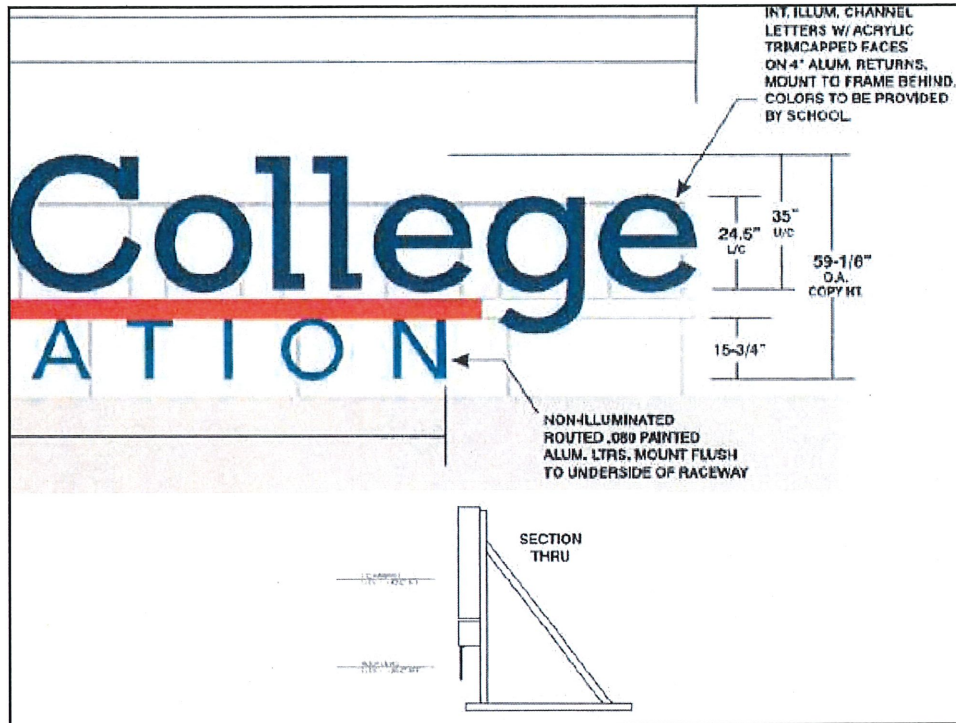 INT. ILLUM. CHANNEL
LETTERS W/ ACRYLIC
TRIMCAPPED FACES
ON 4" ALUM. RETURNS.
MOUNT TO FRAME BEHIND.
COLORS TO BE PROVIDED
BY SCHOOL.
College
24.5"
L/C
35"
U/C
59-1/8"
O.A.
COPY HT.
ATION
15-3/4"
NON-ILLUMINATED
ROUTED .080 PAINTED
ALUM. LTRS. MOUNT FLUSH
TO UNDERSIDE OF RACEWAY
SECTION
THRU